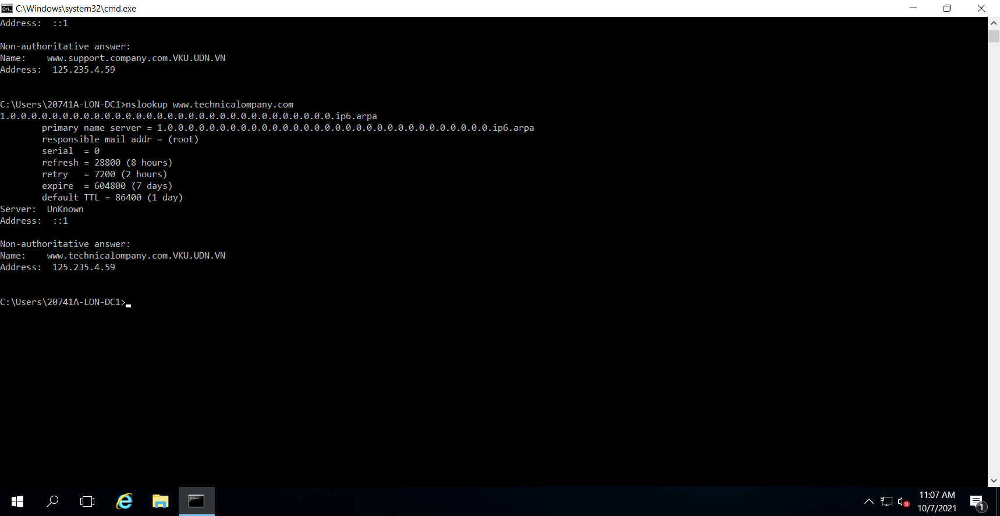 C:\Windows\system32\cmd.exe
Address:  ::1
Non-authoritative answer:
Name:    www.support.company.com.VKU.UDN.VN
Address:  125.235.4.59
C:\Users\20741A-LON-DC1>nslookup www.technicalompany.com
1.0.0.0.0.0.0.0.0.0.0.0.0.0.0.0.0.0.0.0.0.0.0.0.0.0.0.0.0.0.0.0.ip6.arpa
        primary name server = 1.0.0.0.0.0.0.0.0.0.0.0.0.0.0.0.0.0.0.0.0.0.0.0.0.0.0.0.0.0.0.0.ip6.arpa
        responsible mail addr = (root)
        serial  = 0
        refresh = 28800 (8 hours)
        retry   = 7200 (2 hours)
        expire  = 604800 (7 days)
        default TTL = 86400 (1 day)
Server:  UnKnown
Address:  ::1
Non-authoritative answer:
Name:    www.technicalompany.com.VKU.UDN.VN
Address:  125.235.4.59
C:\Users\20741A-LON-DC1>
11:07 AM
10/7/2021
1